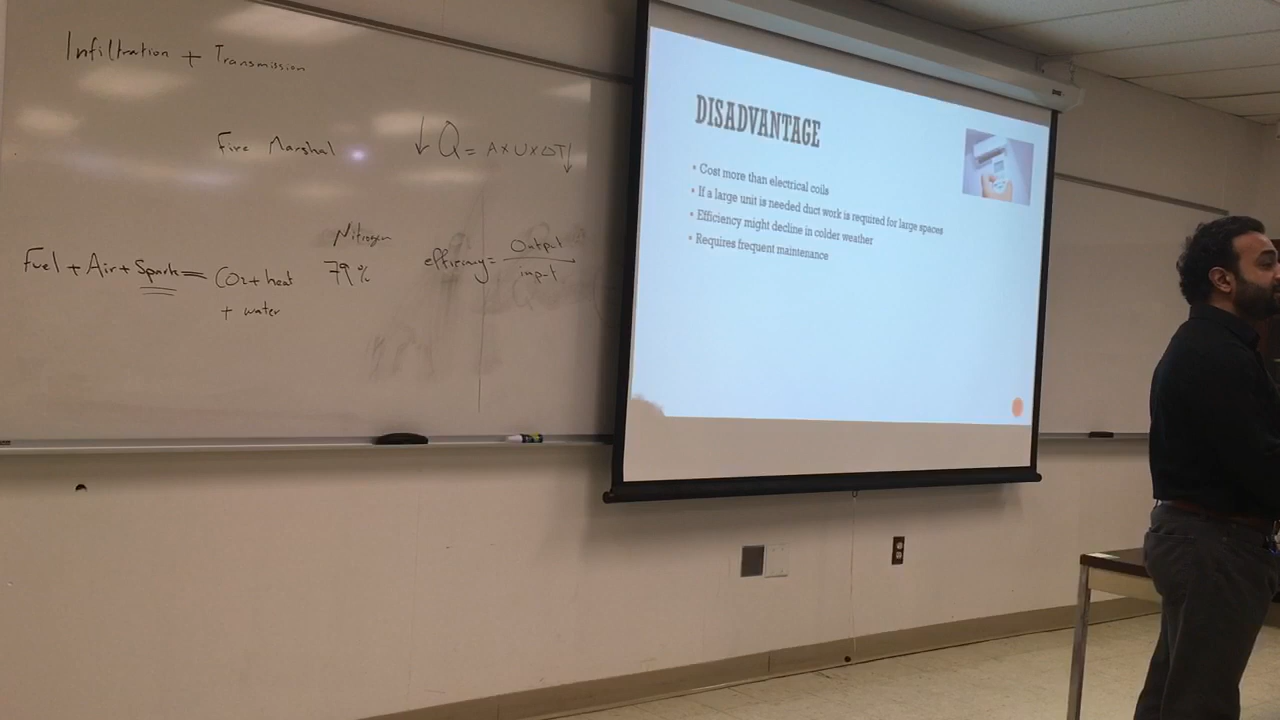 Infiltration + Transmission
Fire Marshal
↓ Q = A x U x ΔT ↓
Nitrogen
79%
Fuel + Air + Spark = CO2 + heat
+ water
efficiency = Output
input
DISADVANTAGE
• Cost more than electrical coils
• If a large unit is needed duct work is required for large spaces
• Efficiency might decline in colder weather
• Requires frequent maintenance